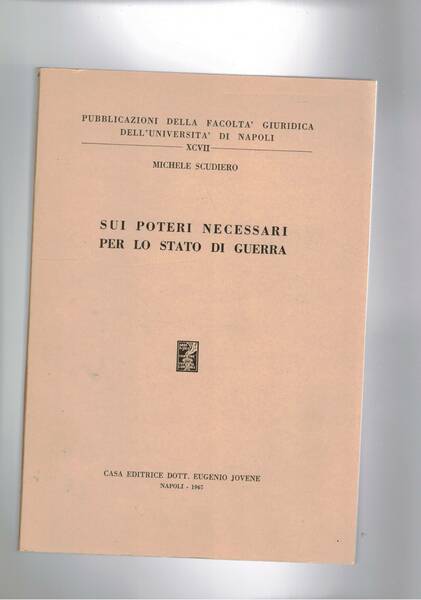 PUBBLICAZIONI DELLA FACOLTA' GIURIDICA
DELL'UNIVERSITA' DI NAPOLI
XCVII
MICHELE SCUDIERO
SUI POTERI NECESSARI
PER LO STATO DI GUERRA
CASA EDITRICE DOTT. EUGENIO JOVENE
NAPOLI - 1967